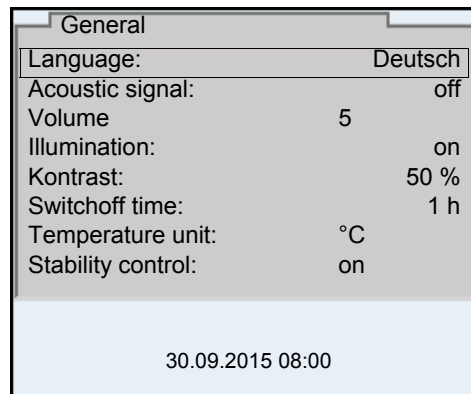 General
Language: Deutsch
Acoustic signal: off
Volume 5
Illumination: on
Kontrast: 50 %
Switchoff time: 1 h
Temperature unit: °C
Stability control: on
30.09.2015 08:00